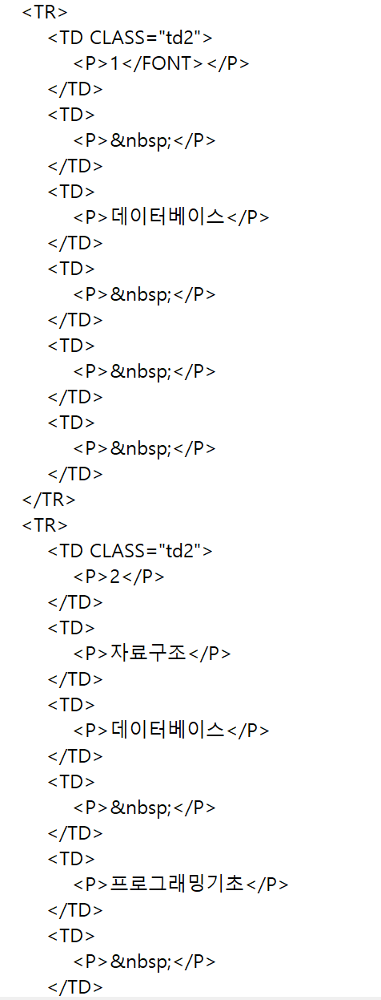 <TR>
<TD CLASS="td2">
<P>1</FONT></P>
</TD>
<TD>
<P>&nbsp;</P>
</TD>
<TD>
<P>데이터베이스</P>
</TD>
<TD>
<P>&nbsp;</P>
</TD>
<TD>
<P>&nbsp;</P>
</TD>
<TD>
<P>&nbsp;</P>
</TD>
</TR>
<TR>
<TD CLASS="td2">
<P>2</P>
</TD>
<TD>
<P>자료구조</P>
</TD>
<TD>
<P>데이터베이스</P>
</TD>
<TD>
<P>&nbsp;</P>
</TD>
<TD>
<P>프로그래밍기초</P>
</TD>
<TD>
<P>&nbsp;</P>
</TD>